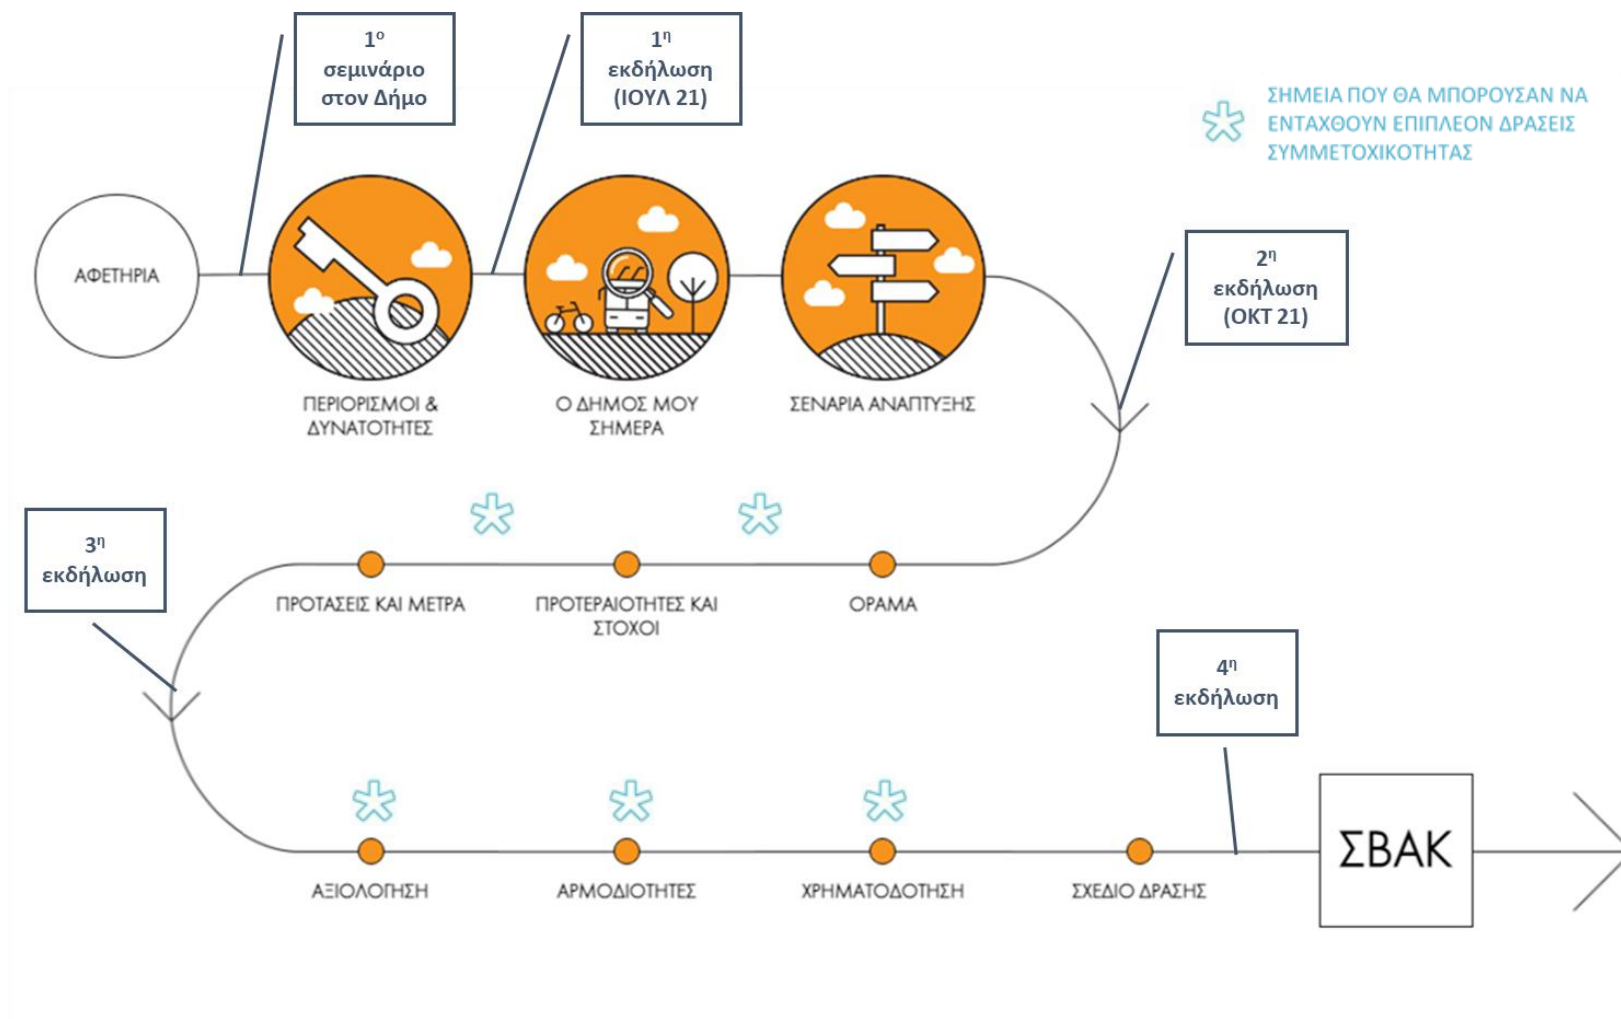 1ο
σεμινάριο
στον Δήμο
1η
εκδήλωση
(ΙΟΥΛ 21)
ΣΗΜΕΙΑ ΠΟΥ ΘΑ ΜΠΟΡΟΥΣΑΝ ΝΑ
ΕΝΤΑΧΘΟΥΝ ΕΠΙΠΛΕΟΝ ΔΡΑΣΕΙΣ
ΣΥΜΜΕΤΟΧΙΚΟΤΗΤΑΣ
ΑΦΕΤΗΡΙΑ
2η
εκδήλωση
(ΟΚΤ 21)
ΠΕΡΙΟΡΙΣΜΟΙ &
ΔΥΝΑΤΟΤΗΤΕΣ
Ο ΔΗΜΟΣ ΜΟΥ
ΣΗΜΕΡΑ
ΣΕΝΑΡΙΑ ΑΝΑΠΤΥΞΗΣ
3η
εκδήλωση
ΠΡΟΤΑΣΕΙΣ ΚΑΙ ΜΕΤΡΑ
ΠΡΟΤΕΡΑΙΟΤΗΤΕΣ ΚΑΙ
ΣΤΟΧΟΙ
ΟΡΑΜΑ
4η
εκδήλωση
ΑΞΙΟΛΟΓΗΣΗ
ΑΡΜΟΔΙΟΤΗΤΕΣ
ΧΡΗΜΑΤΟΔΟΤΗΣΗ
ΣΧΕΔΙΟ ΔΡΑΣΗΣ
ΣΒΑΚ